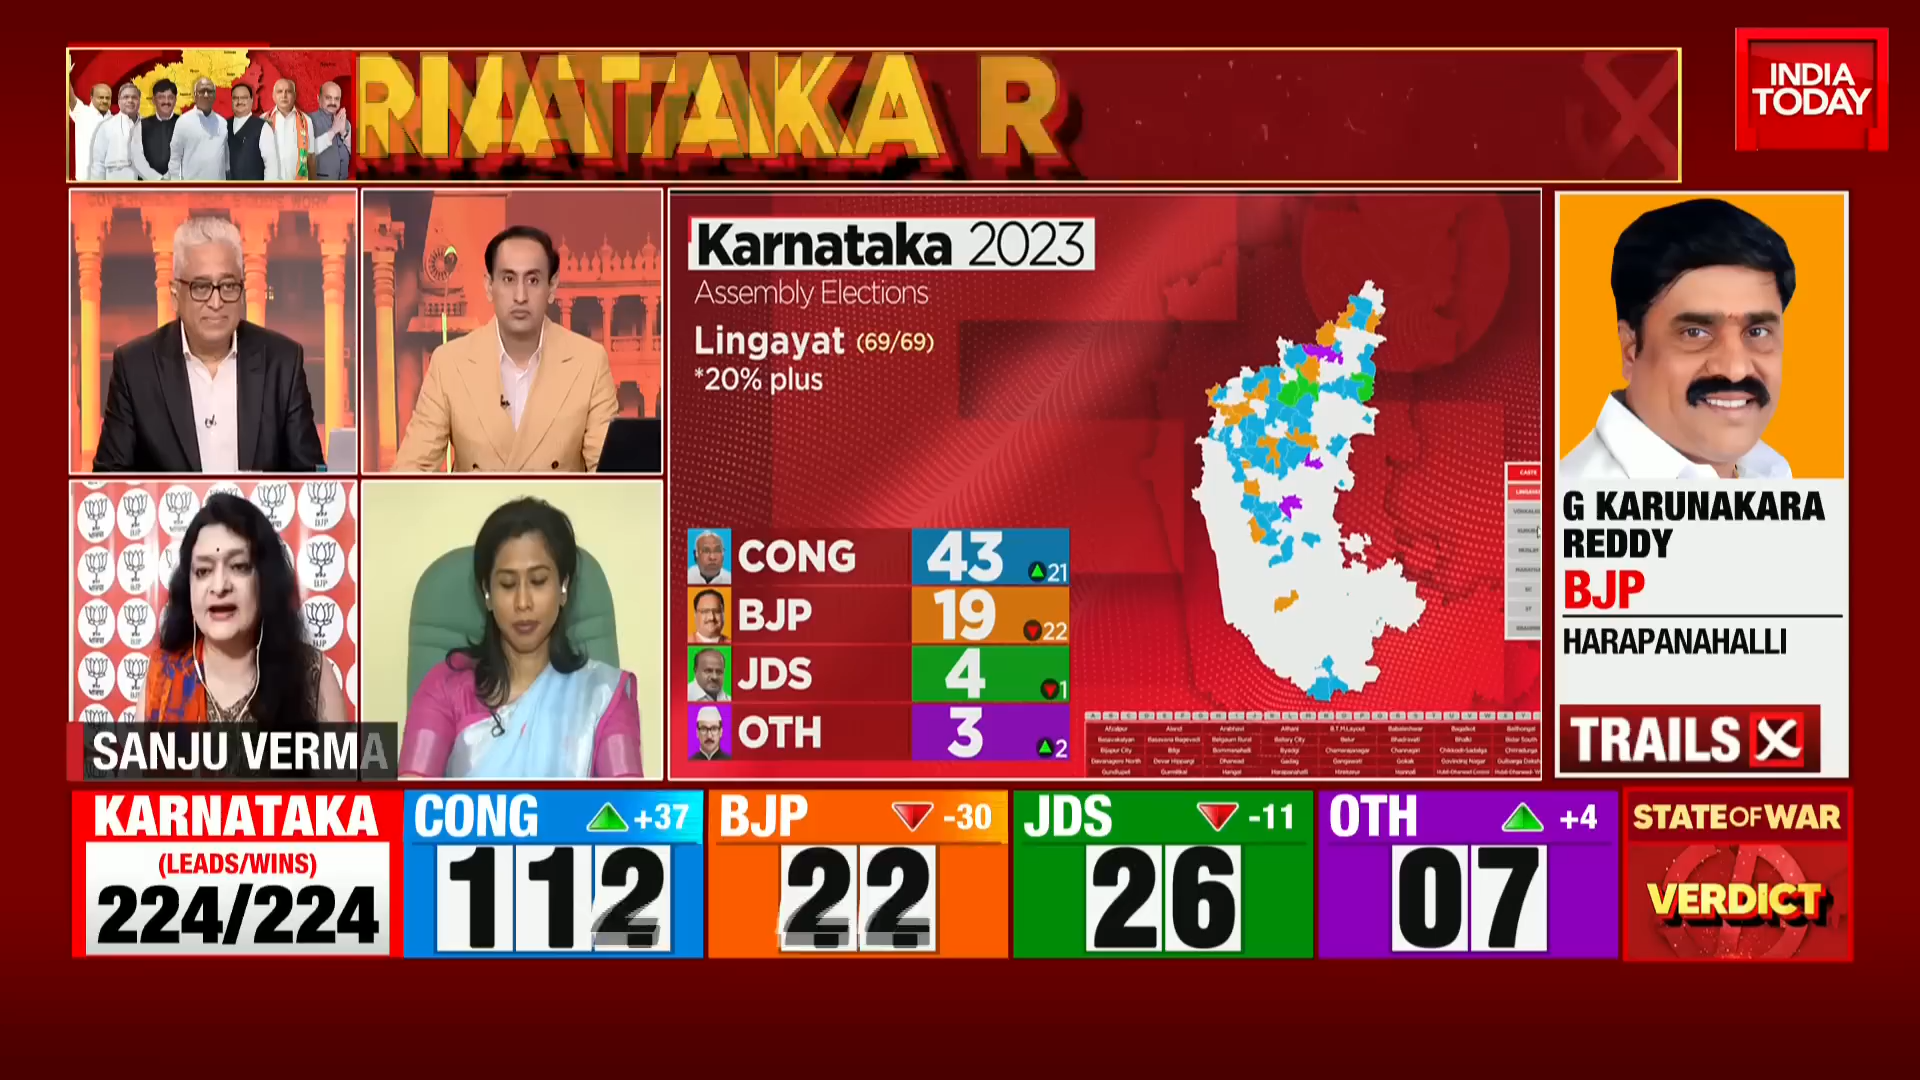 RNATAKA R
INDIA
TODAY
Karnataka 2023
Assembly Elections
Lingayat (69/69)
*20% plus
CONG 43 21
BJP 19 22
JDS 4 1
OTH 3 2
G KARUNAKARA
REDDY
BJP
HARAPANAHALLI
TRAILS
SANJU VERMA
KARNATAKA
(LEADS/WINS)
224/224
CONG +37
112
BJP -30
22
JDS -11
26
OTH +4
07
STATE OF WAR
VERDICT